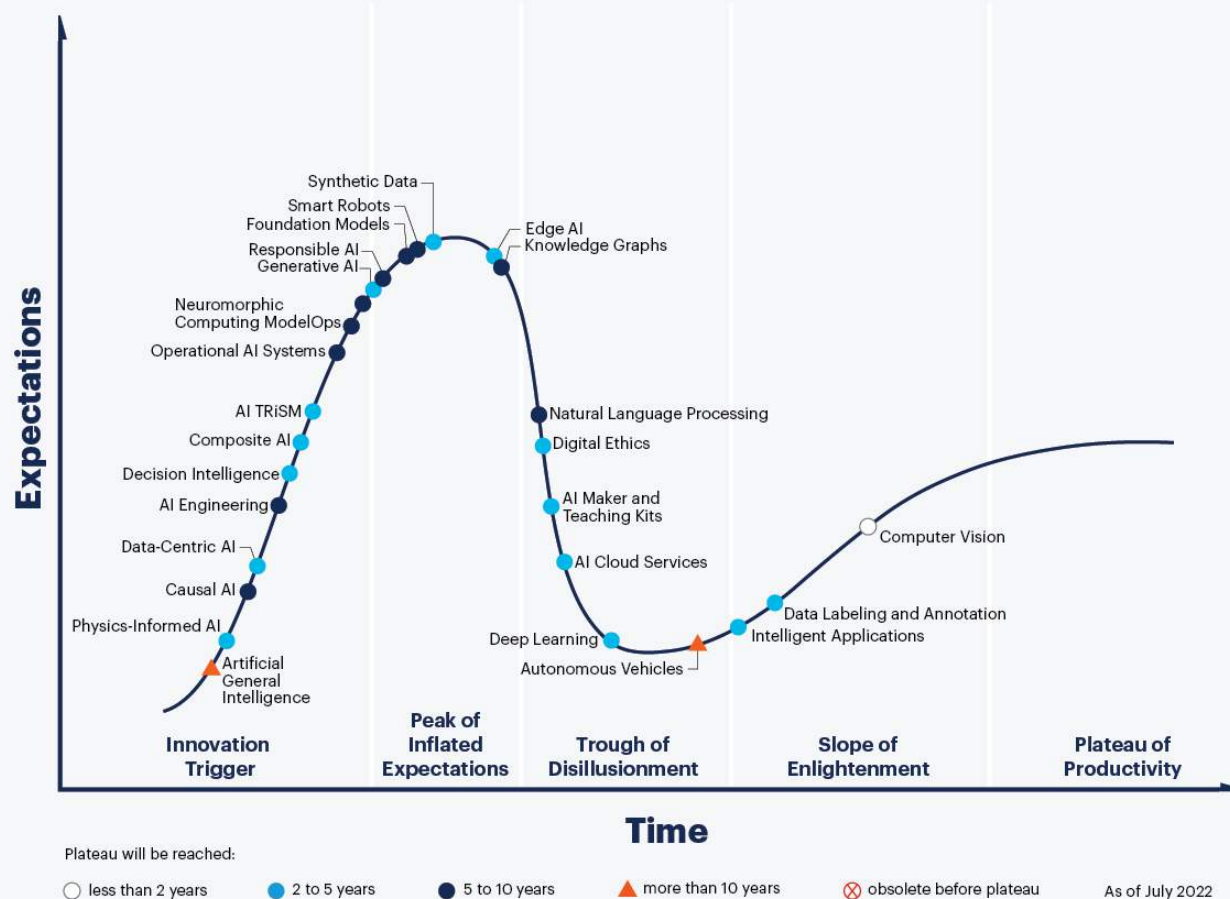 Expectations
Synthetic Data
Smart Robots
Foundation Models
Responsible AI
Generative AI
Neuromorphic
Computing ModelOps
Operational AI Systems
AI TRiSM
Composite AI
Decision Intelligence
AI Engineering
Data-Centric AI
Causal AI
Physics-Informed AI
Artificial
General
Intelligence
Edge AI
Knowledge Graphs
Natural Language Processing
Digital Ethics
AI Maker and
Teaching Kits
AI Cloud Services
Deep Learning
Autonomous Vehicles
Computer Vision
Data Labeling and Annotation
Intelligent Applications
Innovation
Trigger
Peak of
Inflated
Expectations
Trough of
Disillusionment
Slope of
Enlightenment
Plateau of
Productivity
Time
Plateau will be reached:
less than 2 years
2 to 5 years
5 to 10 years
more than 10 years
obsolete before plateau
As of July 2022